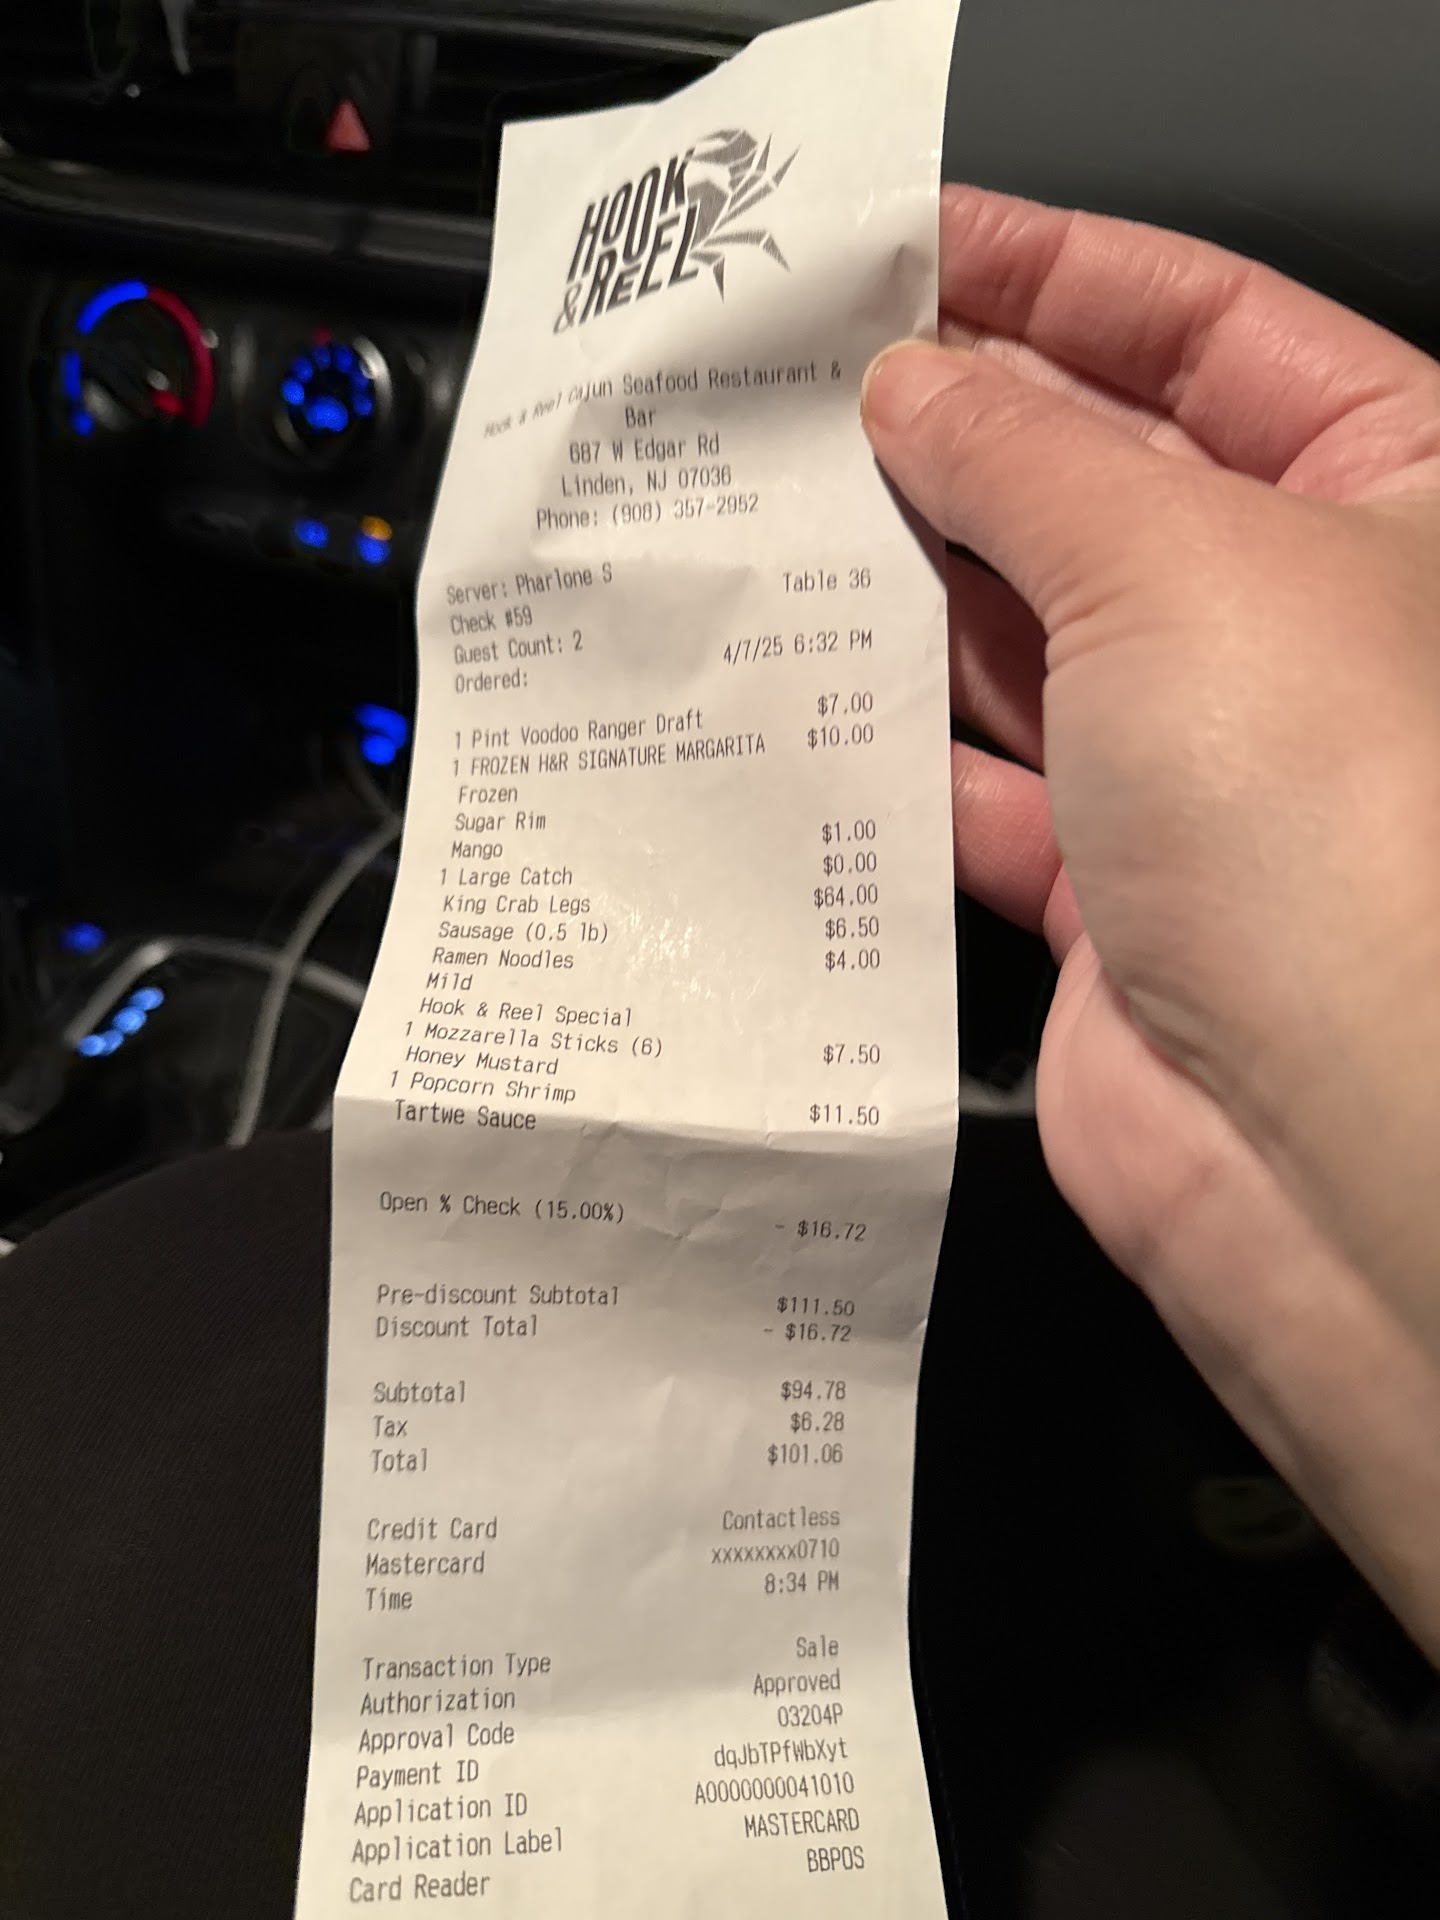 HOOK
& REEL
Hook & Reel Cajun Seafood Restaurant &
Bar
687 W Edgar Rd
Linden, NJ 07036
Phone: (908) 357-2952
Server: Pharlone S
Check #59 Table 36
Guest Count: 2
Ordered: 4/7/25 6:32 PM
1 Pint Voodoo Ranger Draft $7.00
1 FROZEN H&R SIGNATURE MARGARITA $10.00
Frozen
Sugar Rim
Mango $1.00
1 Large Catch $0.00
King Crab Legs $64.00
Sausage (0.5 lb) $6.50
Ramen Noodles $4.00
Mild
Hook & Reel Special
1 Mozzarella Sticks (6) $7.50
Honey Mustard
1 Popcorn Shrimp $11.50
Tartwe Sauce
Open % Check (15.00%) - $16.72
Pre-discount Subtotal $111.50
Discount Total - $16.72
Subtotal $94.78
Tax $6.28
Total $101.06
Credit Card Contactless
Mastercard xxxxxxxx0710
Time 8:34 PM
Transaction Type Sale
Authorization Approved
Approval Code 03204P
Payment ID dqJbTPfWbXyt
Application ID A0000000041010
Application Label MASTERCARD
Card Reader BBPOS